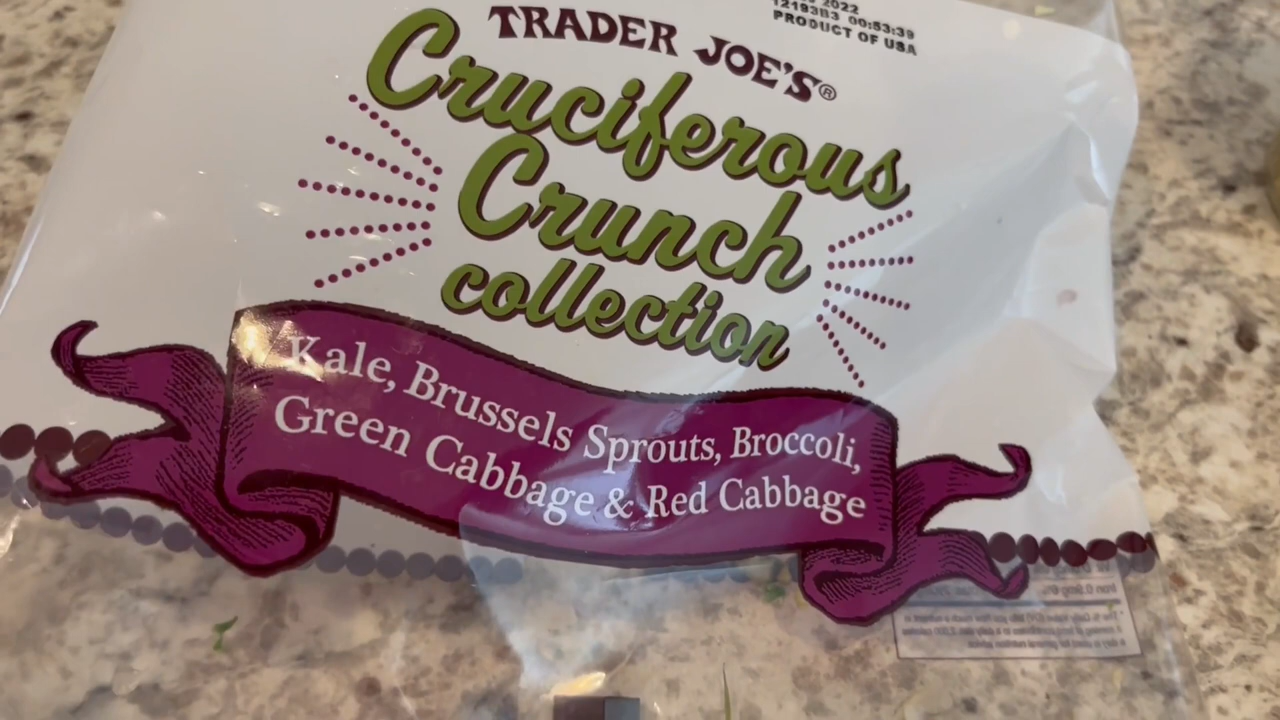 2022
12193B3 00:53:39
PRODUCT OF USA
TRADER JOE'S®
Cruciferous
Crunch
collection
Kale, Brussels Sprouts, Broccoli,
Green Cabbage & Red Cabbage